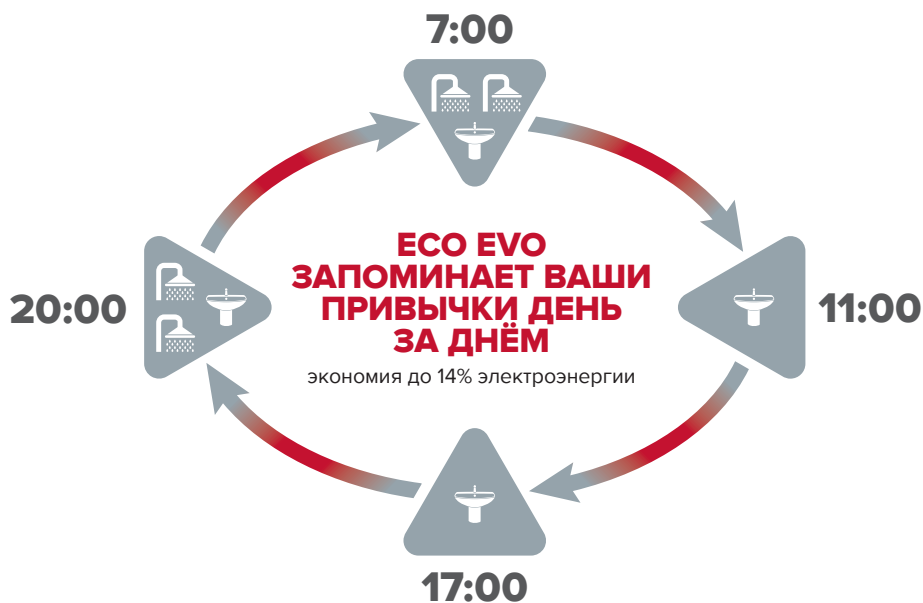 7:00
ECO EVO
ЗАПОМИНАЕТ ВАШИ
ПРИВЫЧКИ ДЕНЬ
ЗА ДНЁМ
экономия до 14% электроэнергии
20:00
11:00
17:00